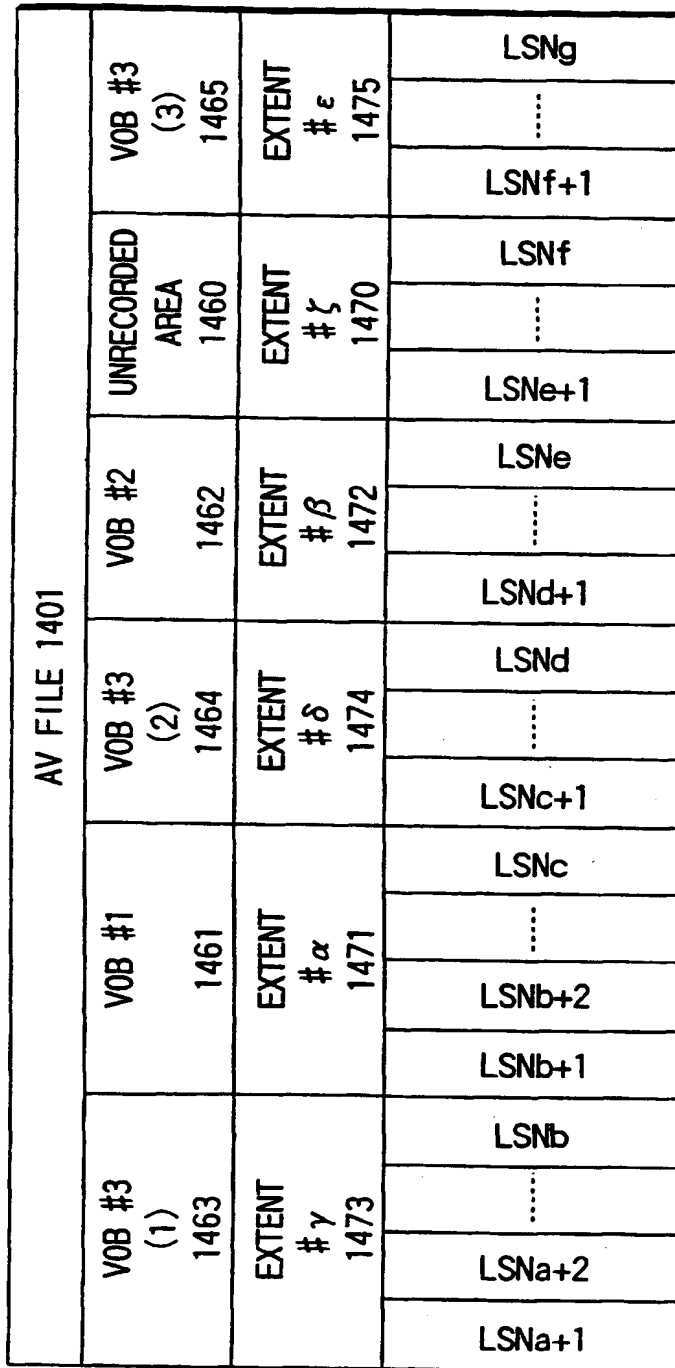 AV FILE 1401
VOB #3
(1)
1463
VOB #1
1461
VOB #3
(2)
1464
VOB #2
1462
UNRECORDED
AREA
1460
VOB #3
(3)
1465
EXTENT
#γ
1473
EXTENT
#α
1471
EXTENT
#δ
1474
EXTENT
#β
1472
EXTENT
#ζ
1470
EXTENT
#ε
1475
LSNa+1
LSNa+2
LSNb
LSNb+1
LSNb+2
LSNc
LSNc+1
LSNd
LSNd+1
LSNe
LSNe+1
LSNf
LSNf+1
LSNg